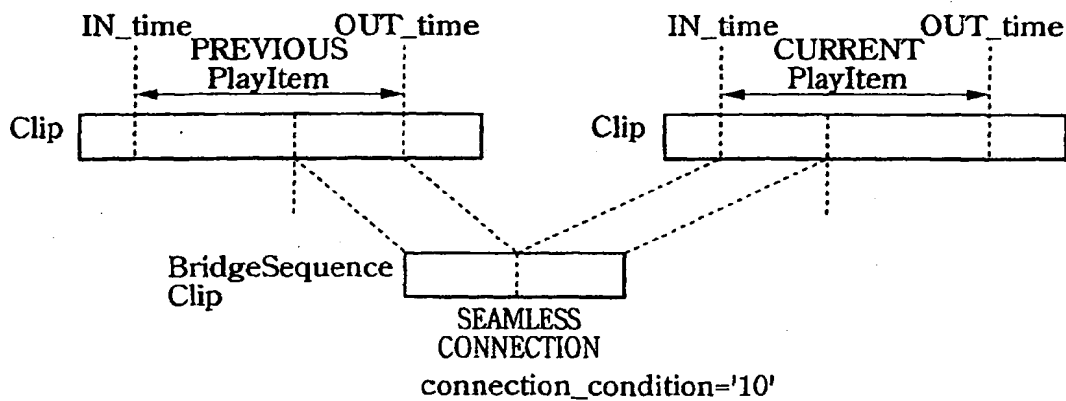 IN_time OUT_time
PREVIOUS
PlayItem
Clip
IN_time OUT_time
CURRENT
PlayItem
Clip
BridgeSequence
Clip
SEAMLESS
CONNECTION
connection_condition='10'